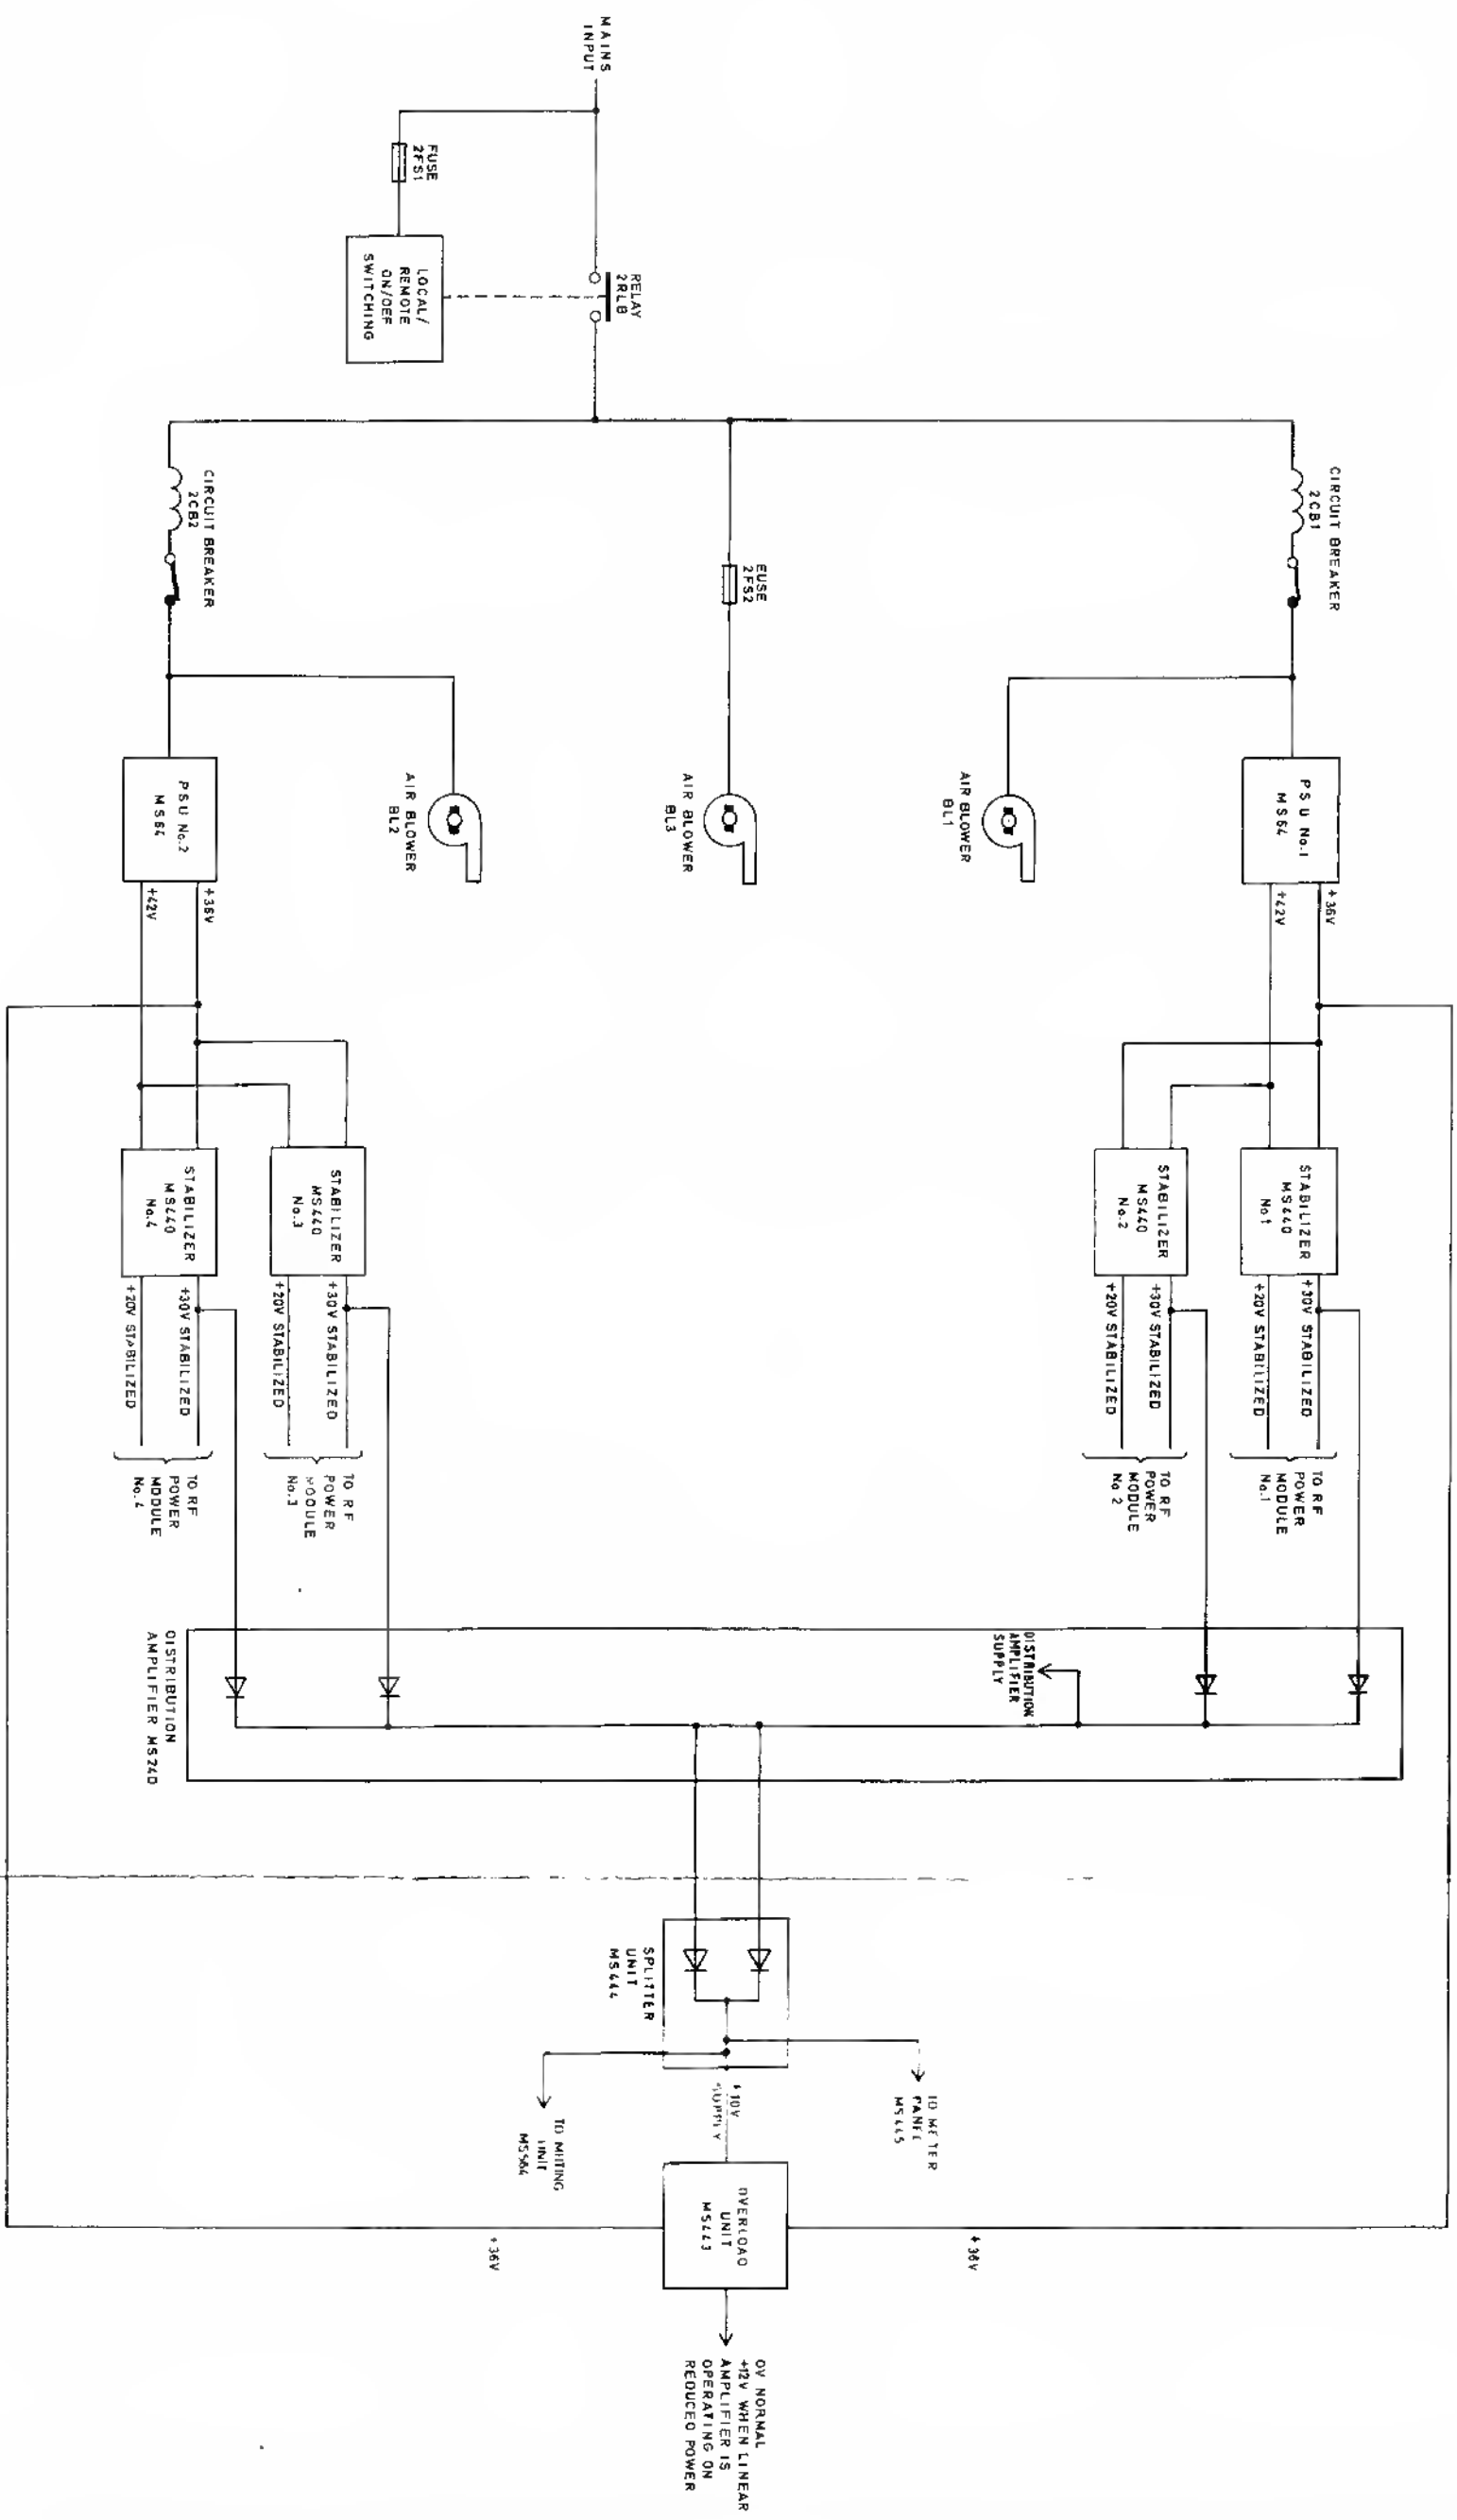 MAINS
INPUT
FUSE
2FS1
LOCAL/
REMOTE
ON/OFF
SWITCHING
RELAY
2RLB
CIRCUIT BREAKER
2CB1
FUSE
2FS2
CIRCUIT BREAKER
2CB2
PSU No.1
MS64
AIR BLOWER
BL1
AIR BLOWER
BL3
AIR BLOWER
BL2
PSU No.2
MS64
+36V
+42V
+36V
+42V
STABILIZER
MS440
No1
STABILIZER
MS440
No.2
STABILIZER
MS440
No.3
STABILIZER
MS440
No.4
+30V STABILIZED
+20V STABILIZED
+30V STABILIZED
+20V STABILIZED
+30V STABILIZED
+20V STABILIZED
+30V STABILIZED
+20V STABILIZED
TO RF
POWER
MODULE
No.1
TO RF
POWER
MODULE
No 2
TO RF
POWER
MODULE
No.3
TO RF
POWER
MODULE
No.4
DISTRIBUTION
AMPLIFIER
SUPPLY
DISTRIBUTION
AMPLIFIER MS240
SPLITTER
UNIT
MS444
TO METER
PANEL
MS445
SUPPLY
TO MUTING
UNIT
MS564
OVERLOAD
UNIT
MS443
+36V
+36V
0V NORMAL
+12V WHEN LINEAR
AMPLIFIER IS
OPERATING ON
REDUCED POWER